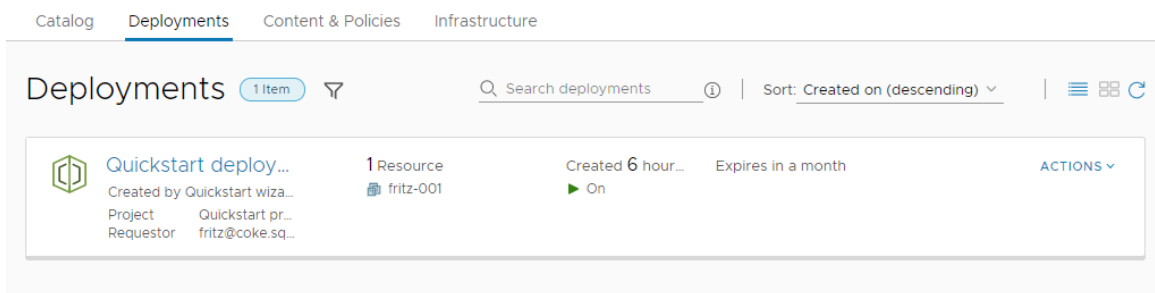 Catalog Deployments Content & Policies Infrastructure
Deployments 1 Item Search deployments Sort: Created on (descending)
Quickstart deploy... 1 Resource Created 6 hour... Expires in a month ACTIONS
Created by Quickstart wiza... fritz-001 On
Project Quickstart pr...
Requestor fritz@coke.sq...